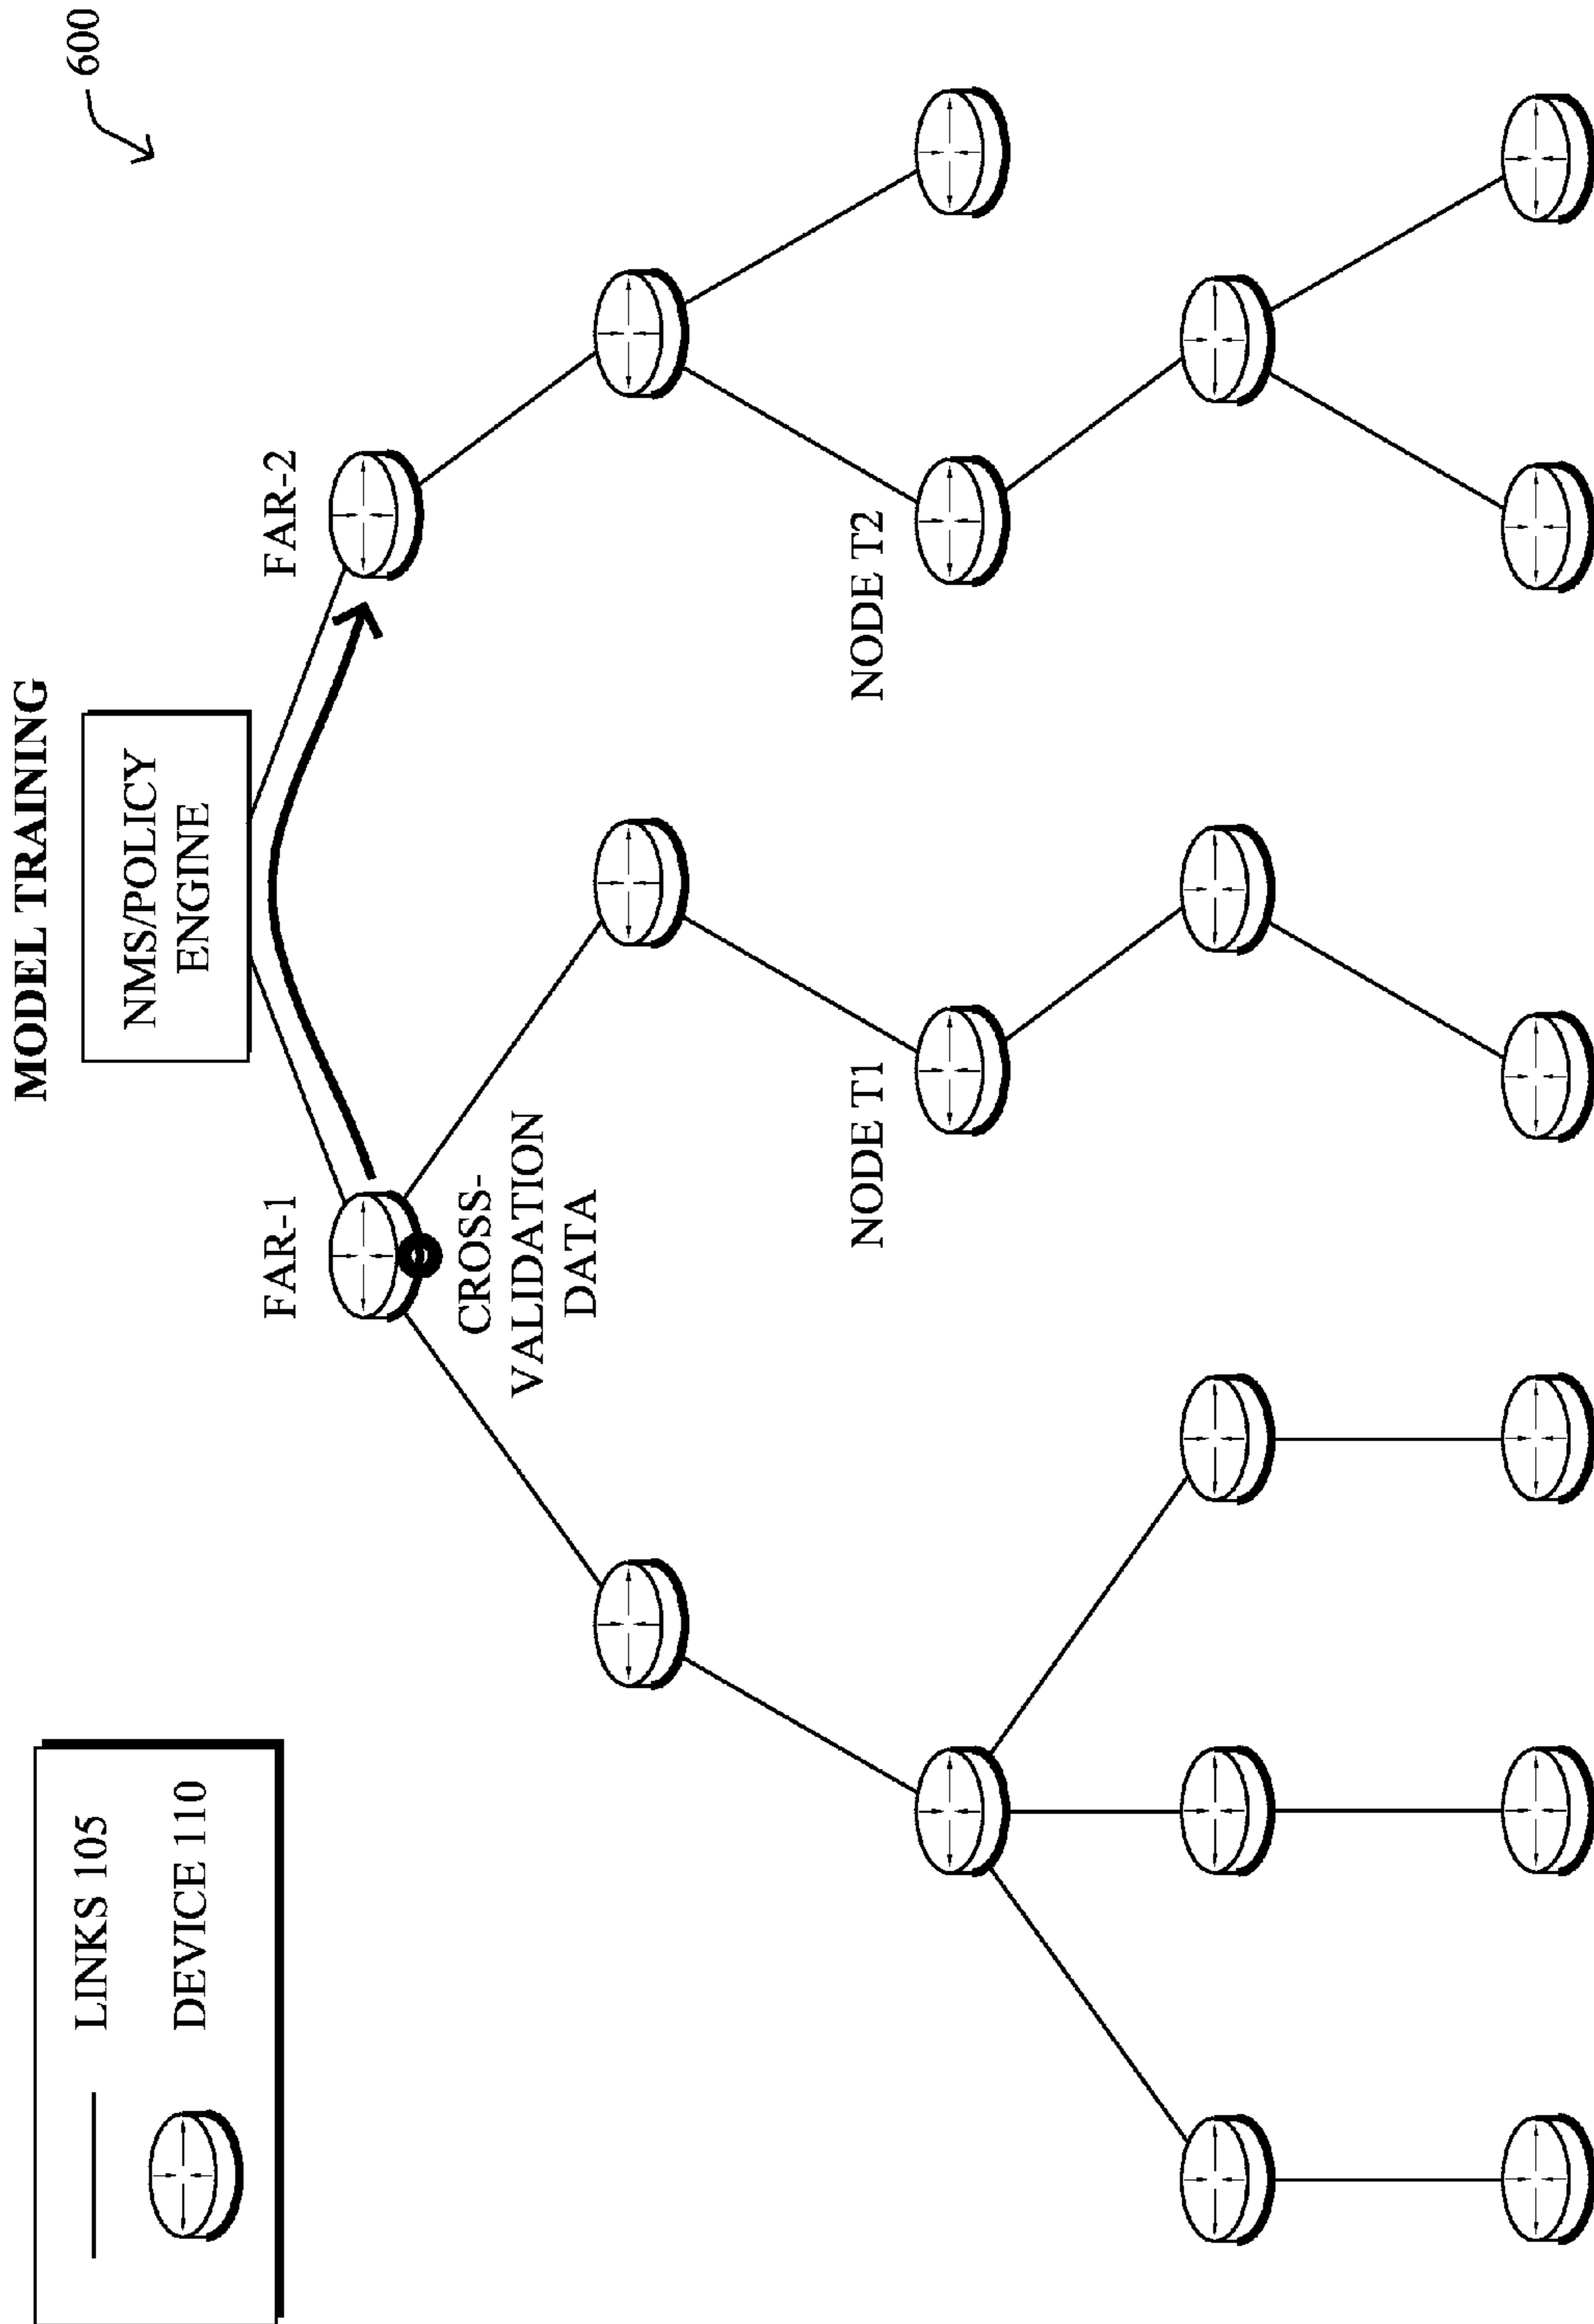 LINKS 105
DEVICE 110
MODEL TRAINING
600
NMS/POLICY
ENGINE
FAR-1
FAR-2
CROSS-
VALIDATION
DATA
NODE T1
NODE T2